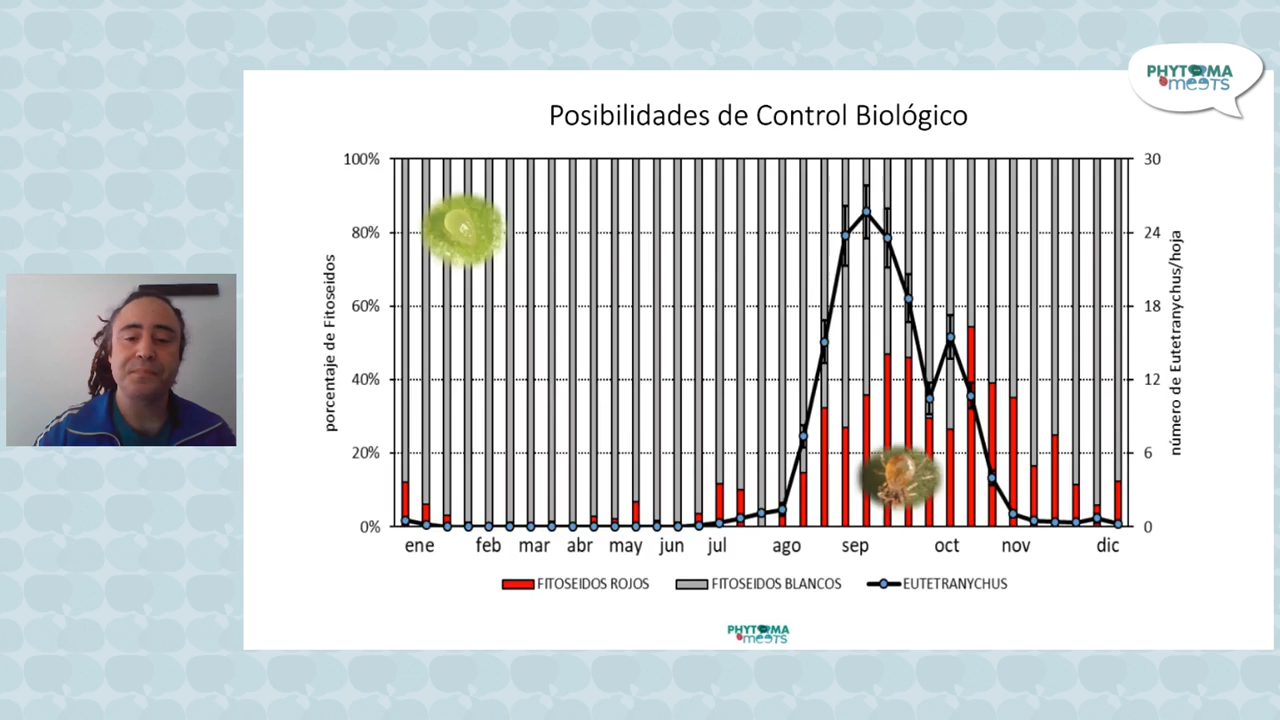 PHYTOMA
meets
Posibilidades de Control Biológico
100%
80%
60%
40%
20%
0%
porcentaje de Fitoseidos
30
24
18
12
6
0
número de Eutetranychus/hoja
ene feb mar abr may jun jul ago sep oct nov dic
FITOSEIDOS ROJOS FITOSEIDOS BLANCOS EUTETRANYCHUS
PHYTOMA
meets